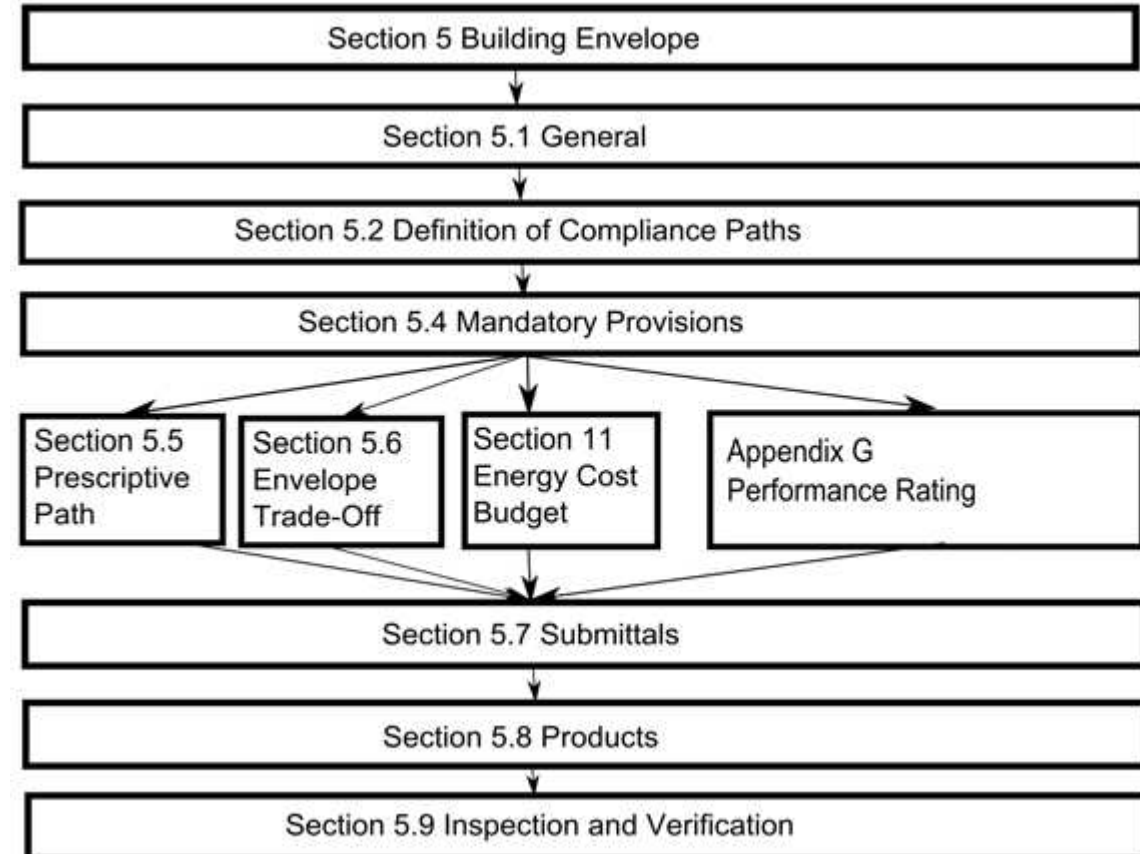 Section 5 Building Envelope
Section 5.1 General
Section 5.2 Definition of Compliance Paths
Section 5.4 Mandatory Provisions
Section 5.5
Prescriptive
Path
Section 5.6
Envelope
Trade-Off
Section 11
Energy Cost
Budget
Appendix G
Performance Rating
Section 5.7 Submittals
Section 5.8 Products
Section 5.9 Inspection and Verification